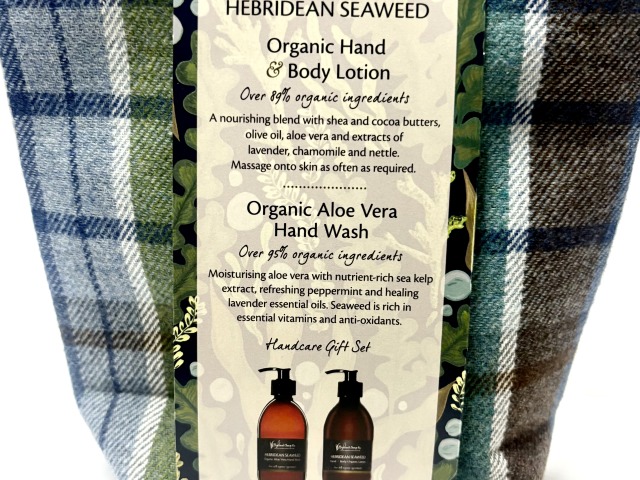 HEBRIDEAN SEAWEED
Organic Hand
& Body Lotion
Over 89% organic ingredients
A nourishing blend with shea and cocoa butters,
olive oil, aloe vera and extracts of
lavender, chamomile and nettle.
Massage onto skin as often as required.
Organic Aloe Vera
Hand Wash
Over 95% organic ingredients
Moisturising aloe vera with nutrient-rich sea kelp
extract, refreshing peppermint and healing
lavender essential oils. Seaweed is rich in
essential vitamins and anti-oxidants.
Handcare Gift Set
HEBRIDEAN SEAWEED
HEBRIDEAN SEAWEED